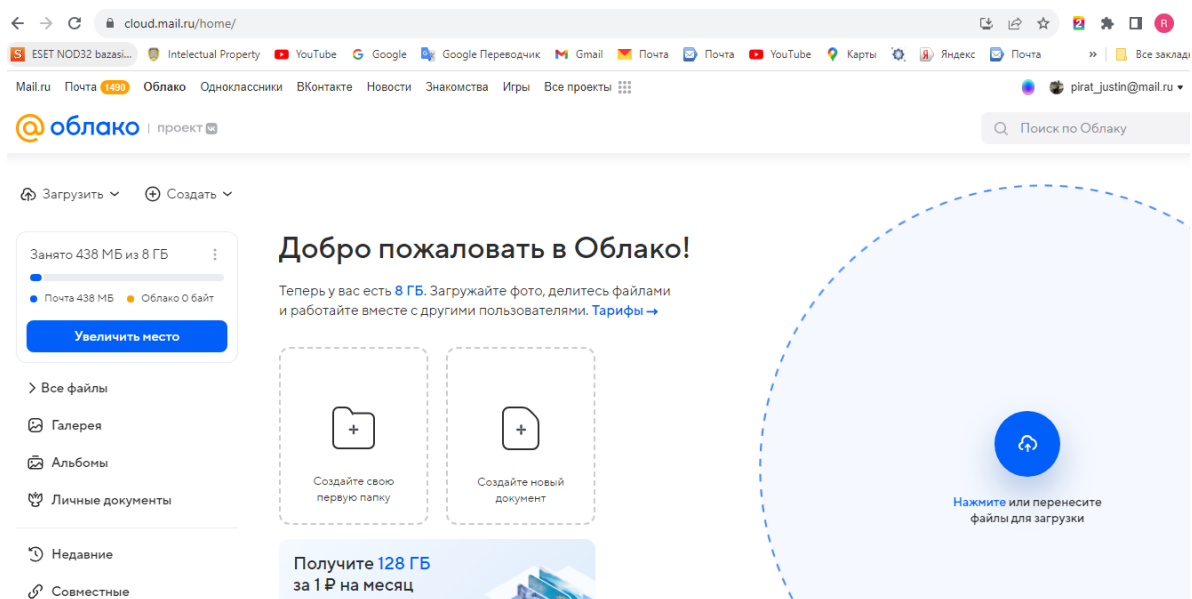 cloud.mail.ru/home/
ESET NOD32 bazasi... Intelectual Property YouTube Google Google Переводчик Gmail Почта Почта YouTube Карты Яндекс Почта » Все заклад
Mail.ru Почта 1490 Облако Одноклассники ВКонтакте Новости Знакомства Игры Все проекты pirat_justin@mail.ru
облако | проект
Поиск по Облаку
Загрузить Создать
Занято 438 МБ из 8 ГБ
Почта 438 МБ Облако 0 байт
Увеличить место
Все файлы
Галерея
Альбомы
Личные документы
Недавние
Совместные
Добро пожаловать в Облако!
Теперь у вас есть 8 ГБ. Загружайте фото, делитесь файлами
и работайте вместе с другими пользователями. Тарифы →
Создайте свою
первую папку
Создайте новый
документ
Получите 128 ГБ
за 1 ₽ на месяц
Нажмите или перенесите
файлы для загрузки